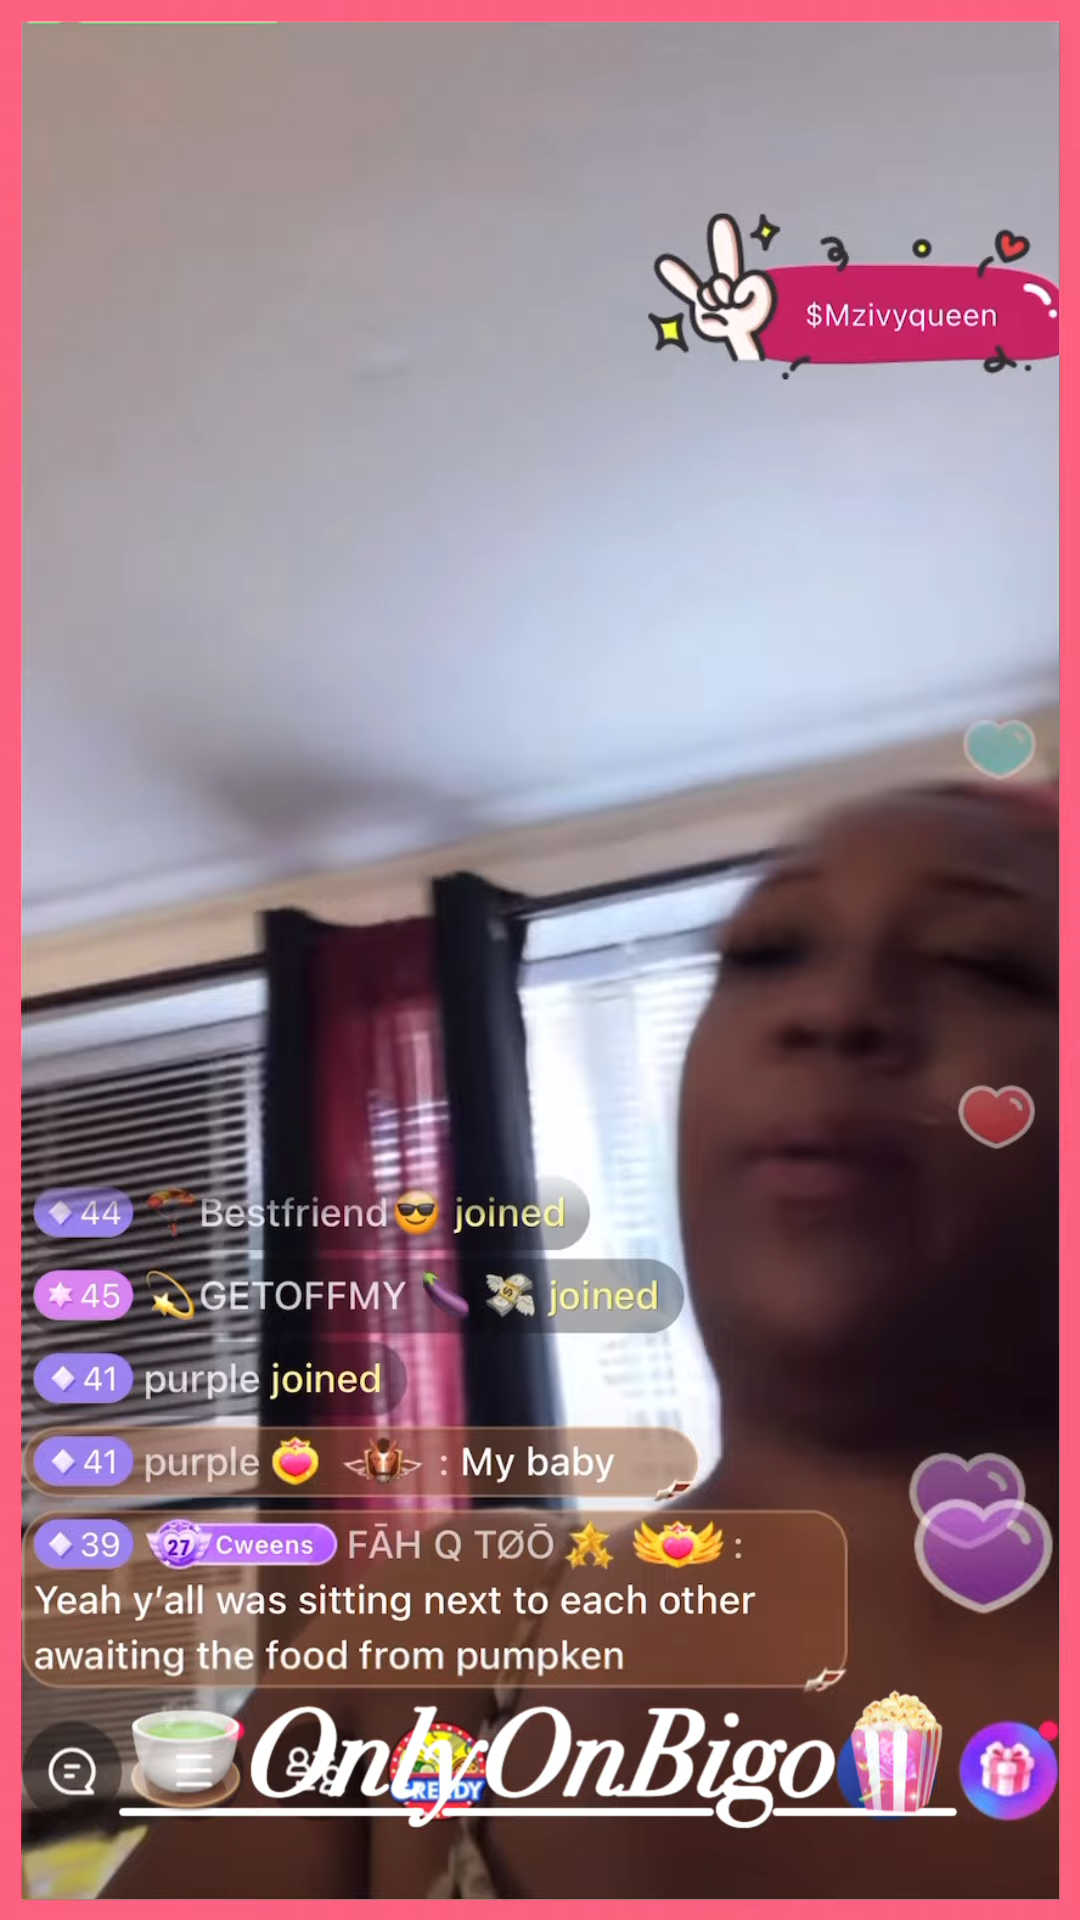 $Mzivyqueen
44 Bestfriend😎 joined
45 💫GETOFFMY 🍆 💸 joined
41 purple joined
41 purple : My baby
39 27 Cweens FĀH Q TØŌ :
Yeah y’all was sitting next to each other
awaiting the food from pumpken
OnlyOnBigo